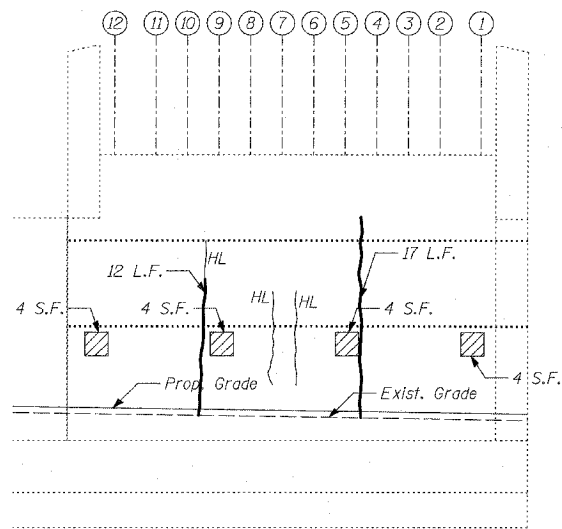 12 11 10 9 8 7 6 5 4 3 2 1
HL
17 L.F.
12 L.F.
HL HL
4 S.F. 4 S.F. 4 S.F.
4 S.F.
Prop. Grade
Exist. Grade